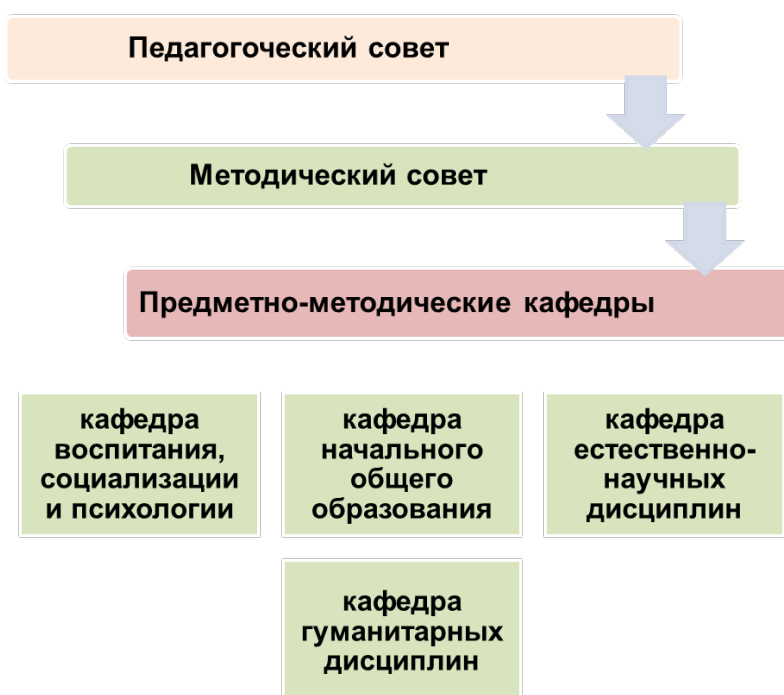 Педагогоческий совет
Методический совет
Предметно-методические кафедры
кафедра
воспитания,
социализации
и психологии
кафедра
начального
общего
образования
кафедра
естественно-
научных
дисциплин
кафедра
гуманитарных
дисциплин